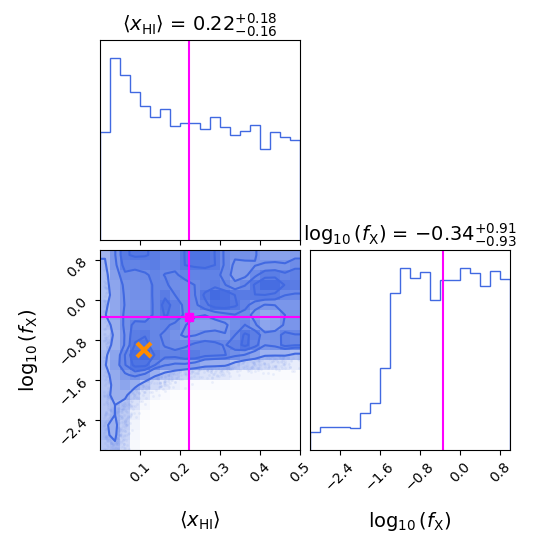 ⟨x_HI⟩ = 0.22^{+0.18}_{−0.16}
log₁₀ (f_X) = −0.34^{+0.91}_{−0.93}
0.8
0.0
−0.8
−1.6
−2.4
log₁₀ (f_X)
0.1 0.2 0.3 0.4 0.5
−2.4 −1.6 −0.8 0.0 0.8
⟨x_HI⟩
log₁₀ (f_X)